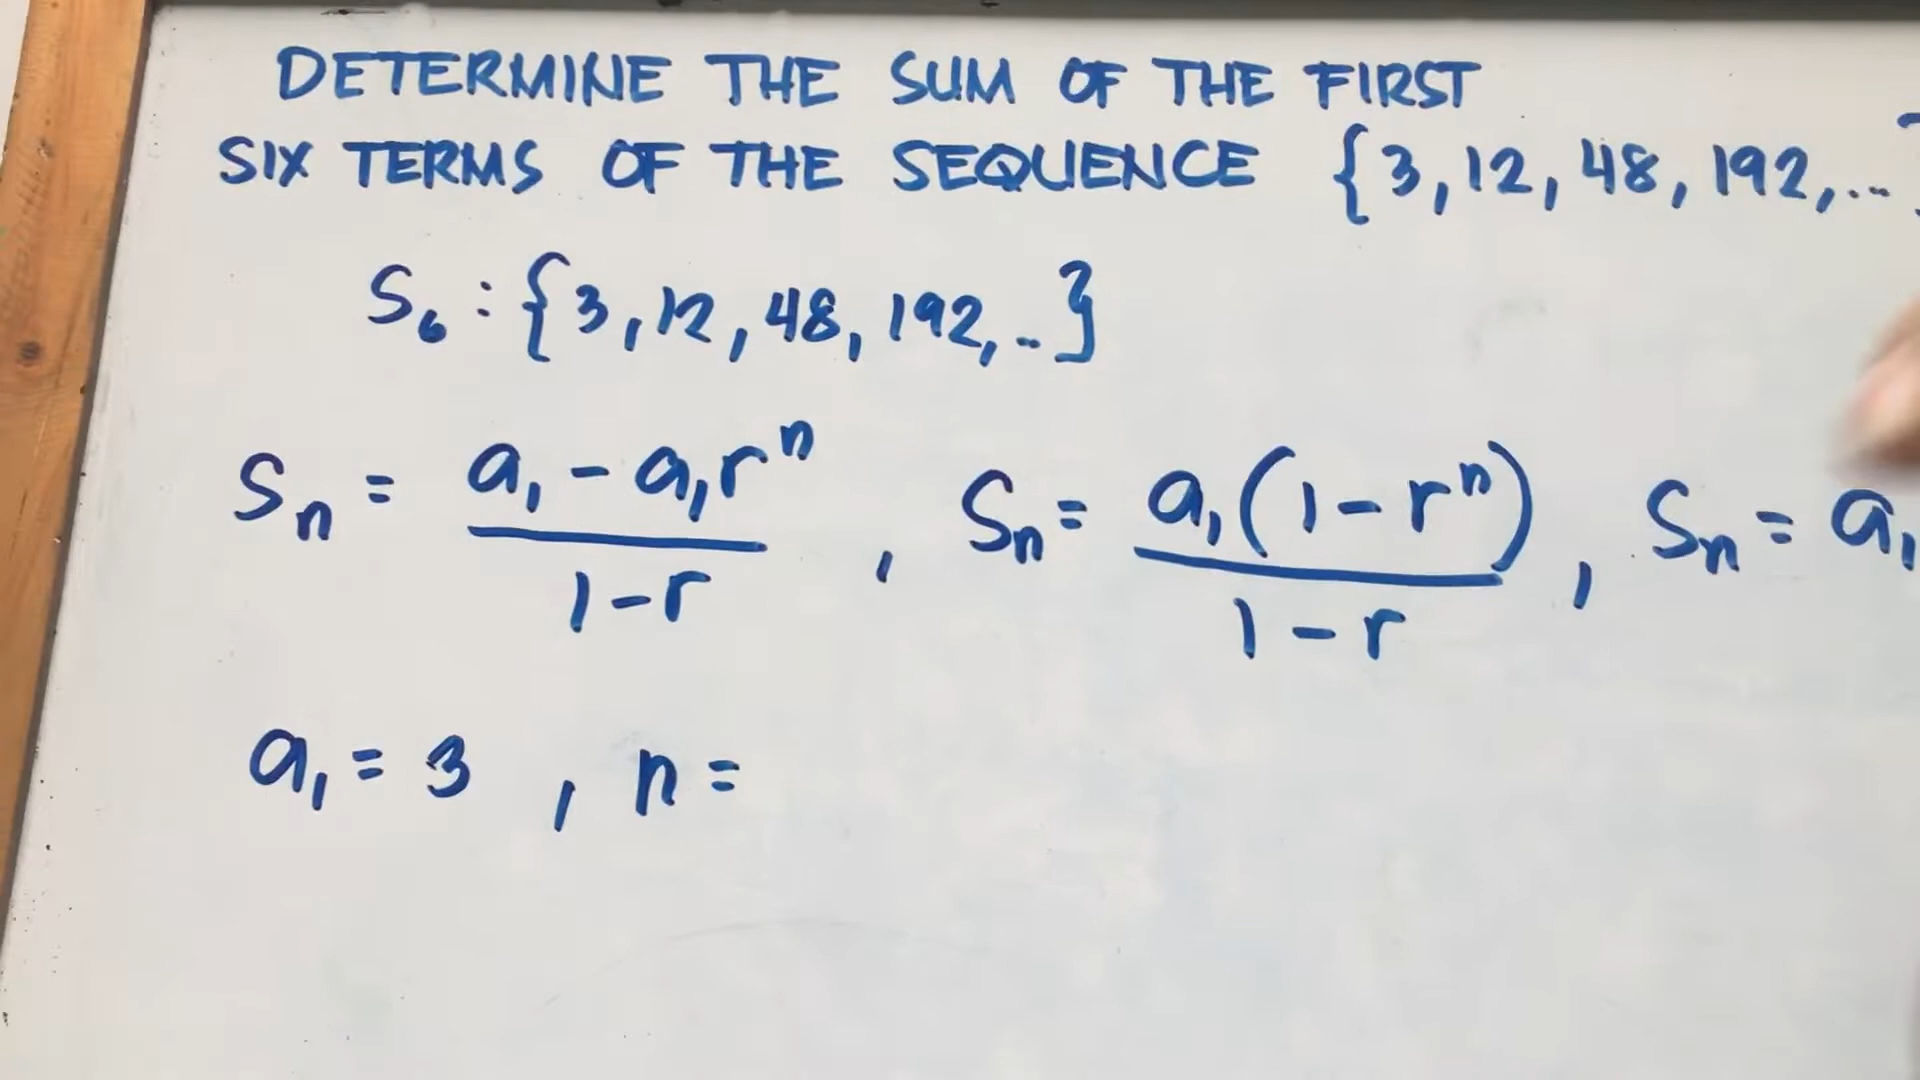 DETERMINE THE SUM OF THE FIRST
SIX TERMS OF THE SEQUENCE {3, 12, 48, 192, ...}
S₆ : {3, 12, 48, 192, ..}
Sₙ = (a₁ - a₁rⁿ)/(1 - r) , Sₙ = a₁(1 - rⁿ)/(1 - r) , Sₙ = a₁
a₁ = 3 , n =